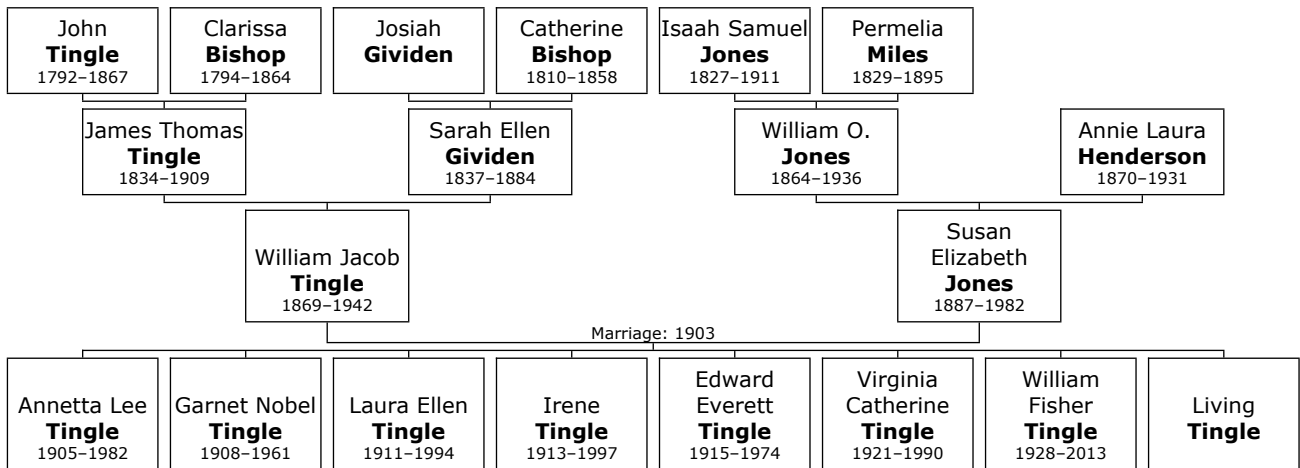 John
Tingle
1792–1867
Clarissa
Bishop
1794–1864
Josiah
Gividen
Catherine
Bishop
1810–1858
Isaah Samuel
Jones
1827–1911
Permelia
Miles
1829–1895
James Thomas
Tingle
1834–1909
Sarah Ellen
Gividen
1837–1884
William O.
Jones
1864–1936
Annie Laura
Henderson
1870–1931
William Jacob
Tingle
1869–1942
Susan
Elizabeth
Jones
1887–1982
Marriage: 1903
Annetta Lee
Tingle
1905–1982
Garnet Nobel
Tingle
1908–1961
Laura Ellen
Tingle
1911–1994
Irene
Tingle
1913–1997
Edward
Everett
Tingle
1915–1974
Virginia
Catherine
Tingle
1921–1990
William
Fisher
Tingle
1928–2013
Living
Tingle